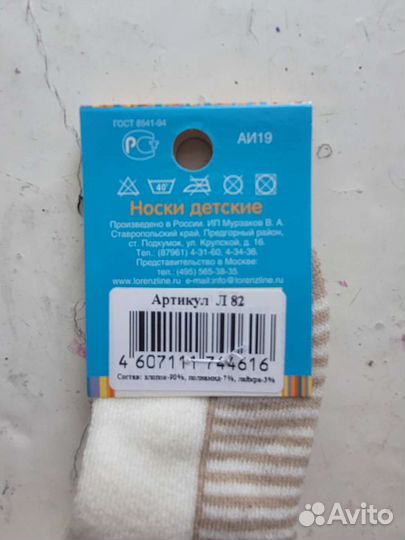 ГОСТ 8541-94
АИ19
РСТ
40°
Носки детские
Произведено в России. ИП Мурзаков В. А.
Ставропольский край. Предгорный район,
ст. Подкумок, ул. Крупской, д. 16.
Тел.: (87961) 4-31-60, 4-34-36.
Представительство в Москве:
тел.: (495) 565-38-35.
www.lorenzline.ru e-mail:info@lorenzline.ru
Артикул Л 82
4 607111 744616
Состав: хлопок-90%, полиамид-7%, лайкра-3%
Avito